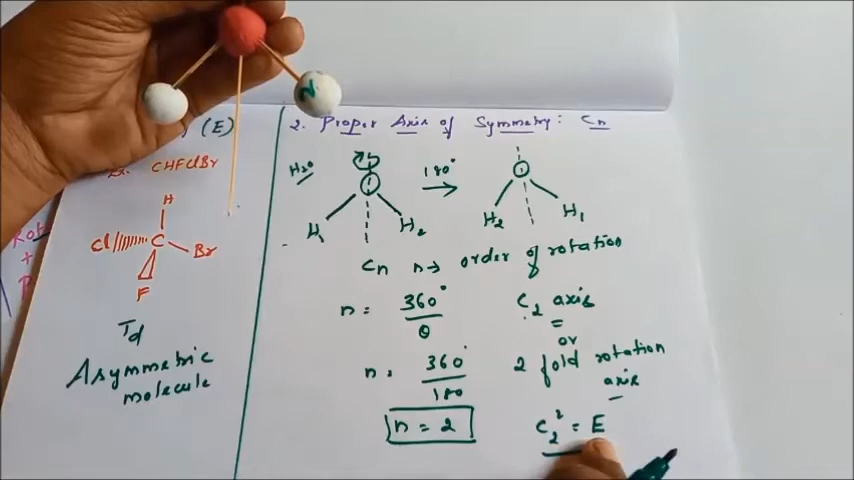 (E)
CHFClBr
H
Cl C Br
F
Td
Asymmetric
molecule
2. Proper Axis of Symmetry: Cn
H₂O
180°
H₁ H₂
H₂ H₁
Cn n→ order of rotation
n = 360°/θ
C₂ axis
or
n = 360°/180
2 fold rotation
axis
n = 2
C₂² = E
N
Rot
+